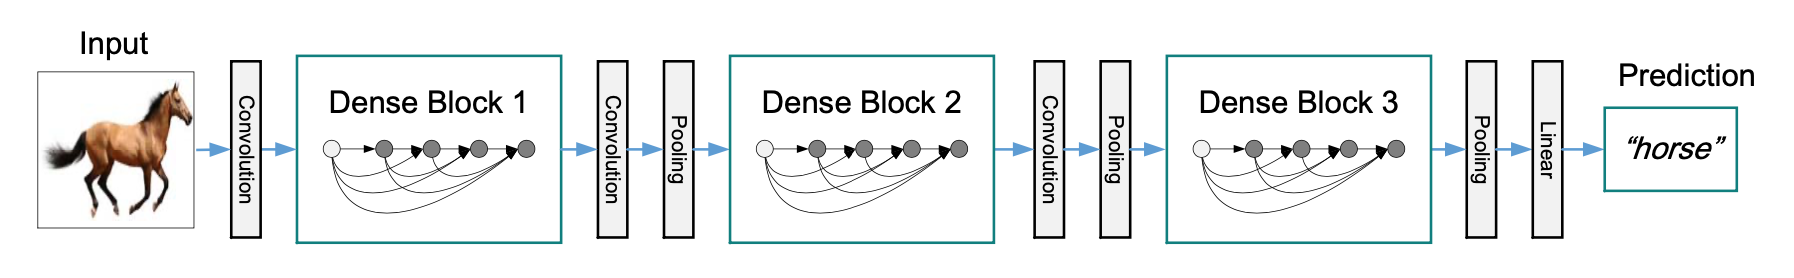 Input
Convolution
Dense Block 1
Convolution
Pooling
Dense Block 2
Convolution
Pooling
Dense Block 3
Pooling
Linear
Prediction
“horse”